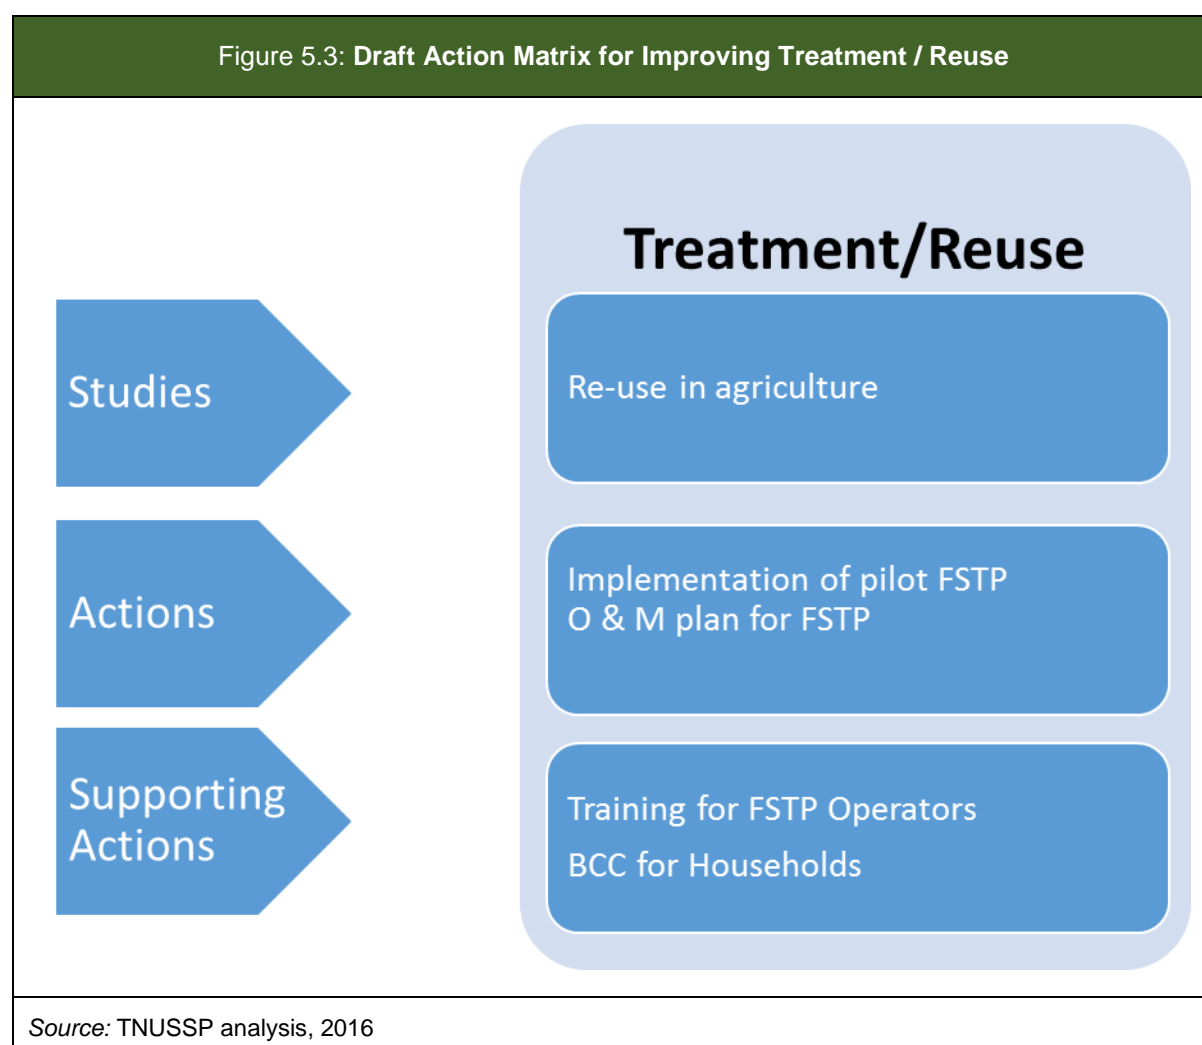 Figure 5.3: Draft Action Matrix for Improving Treatment / Reuse
Treatment/Reuse
Studies
Re-use in agriculture
Actions
Implementation of pilot FSTP
O & M plan for FSTP
Supporting
Actions
Training for FSTP Operators
BCC for Households
Source: TNUSSP analysis, 2016